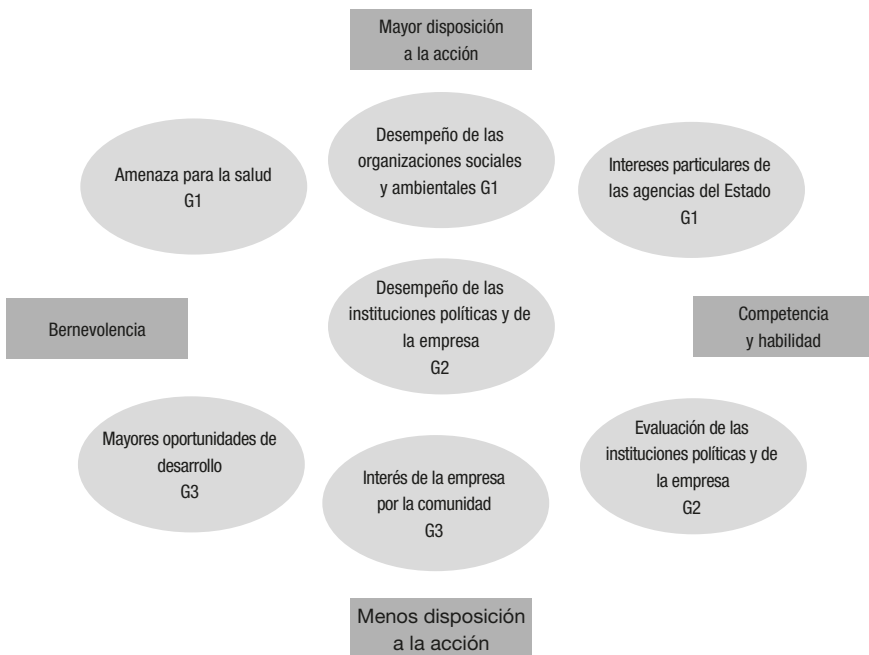 Mayor disposición
a la acción
Amenaza para la salud
G1
Desempeño de las
organizaciones sociales
y ambientales G1
Intereses particulares de
las agencias del Estado
G1
Bernevolencia
Desempeño de las
instituciones políticas y de
la empresa
G2
Competencia
y habilidad
Mayores oportunidades de
desarrollo
G3
Interés de la empresa
por la comunidad
G3
Evaluación de las
instituciones políticas y de
la empresa
G2
Menos disposición
a la acción